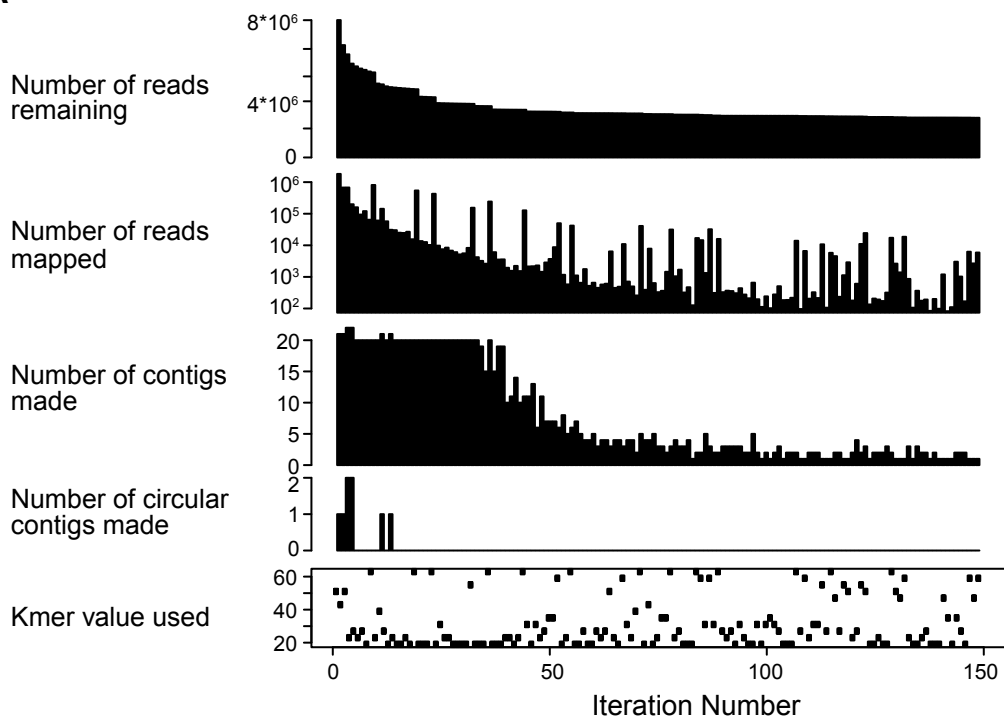 8*10⁶
Number of reads
remaining
4*10⁶
0
10⁶
10⁵
Number of reads
mapped
10⁴
10³
10²
20
Number of contigs
made
15
10
5
0
2
Number of circular
contigs made
1
0
60
Kmer value used
40
20
0 50 100 150
Iteration Number